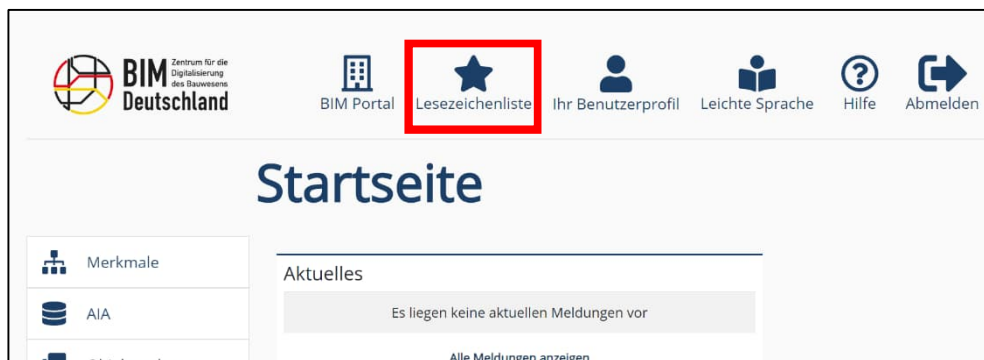 BIM Deutschland
Zentrum für die
Digitalisierung
des Bauwesens
BIM Portal
Lesezeichenliste
Ihr Benutzerprofil
Leichte Sprache
Hilfe
Abmelden
Startseite
Merkmale
AIA
Aktuelles
Es liegen keine aktuellen Meldungen vor
Alle Meldungen anzeigen